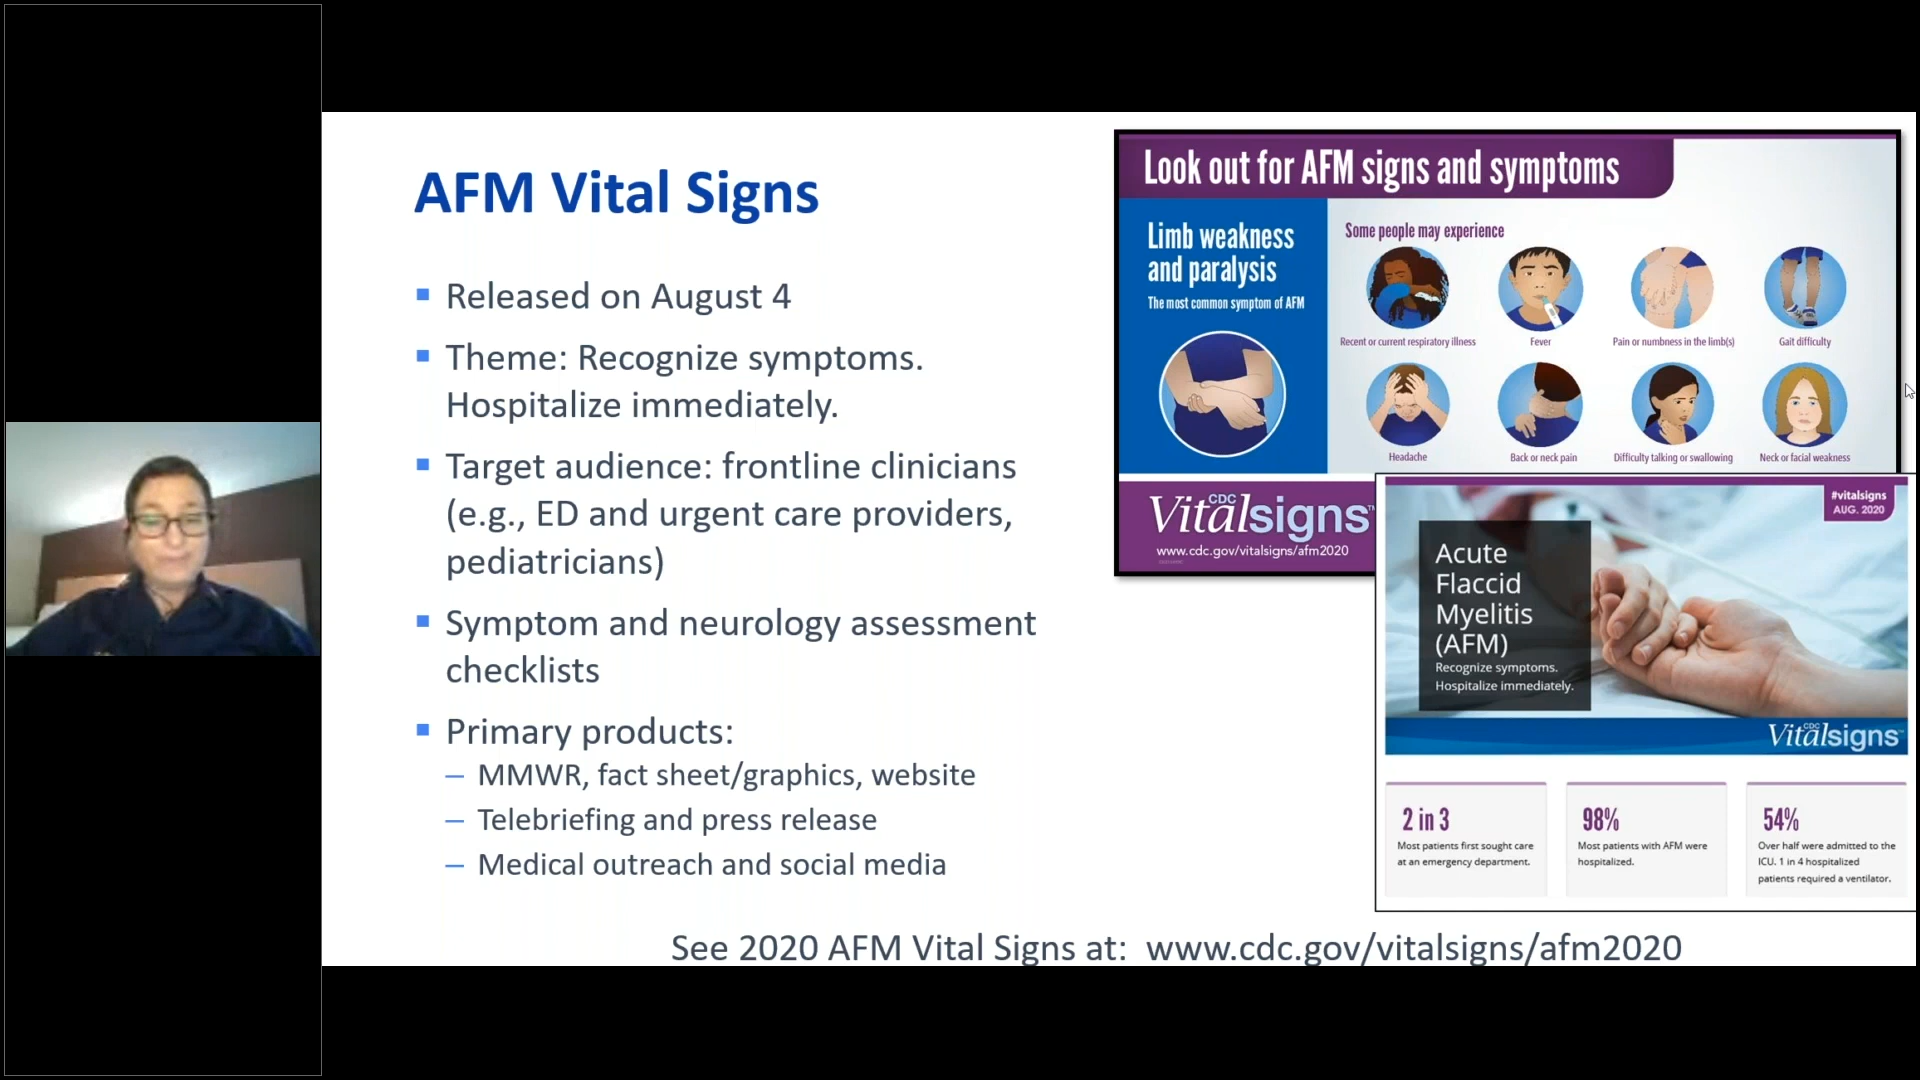 AFM Vital Signs
Released on August 4
Theme: Recognize symptoms.
Hospitalize immediately.
Target audience: frontline clinicians
(e.g., ED and urgent care providers,
pediatricians)
Symptom and neurology assessment
checklists
Primary products:
– MMWR, fact sheet/graphics, website
– Telebriefing and press release
– Medical outreach and social media
See 2020 AFM Vital Signs at: www.cdc.gov/vitalsigns/afm2020
Look out for AFM signs and symptoms
Limb weakness
and paralysis
The most common symptom of AFM
Some people may experience
Recent or current respiratory illness
Fever
Pain or numbness in the limb(s)
Gait difficulty
Headache
Back or neck pain
Difficulty talking or swallowing
Neck or facial weakness
CDC
Vitalsigns™
www.cdc.gov/vitalsigns/afm2020
#vitalsigns
AUG. 2020
Acute
Flaccid
Myelitis
(AFM)
Recognize symptoms.
Hospitalize immediately.
CDC
Vitalsigns™
2 in 3
Most patients first sought care
at an emergency department.
98%
Most patients with AFM were
hospitalized.
54%
Over half were admitted to the
ICU. 1 in 4 hospitalized
patients required a ventilator.